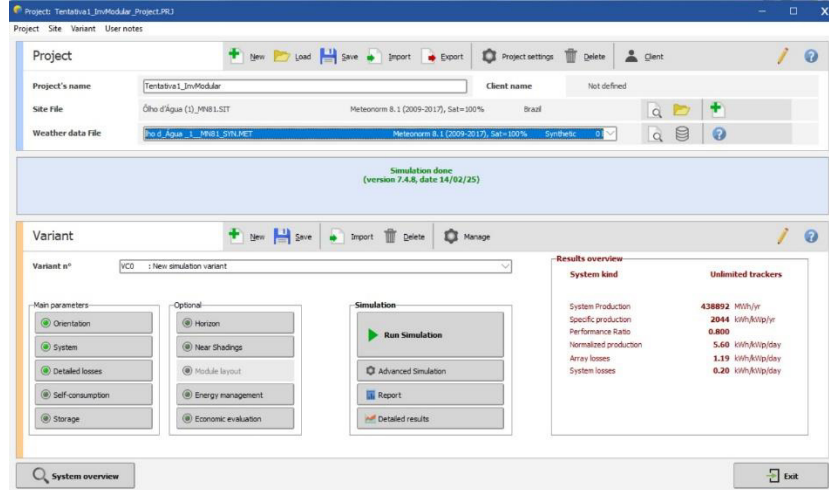 Project: Tentativa1_InvModular_Project.PRJ
Project Site Variant User notes
Project New Load Save Import Export Project settings Delete Client
Project's name Tentativa1_InvModular Client name Not defined
Site File Olho d'Água (1)_MN81.SIT Meteonorm 8.1 (2009-2017), Sat=100% Brazil
Weather data File lho d_Água _1__MN81_SYN.MET Meteonorm 8.1 (2009-2017), Sat=100% Synthetic 0
Simulation done
(version 7.4.8, date 14/02/25)
Variant New Save Import Delete Manage
Variant n° VC0 : New simulation variant
Results overview
System kind Unlimited trackers
System Production 438892 MWh/yr
Specific production 2044 kWh/kWp/yr
Performance Ratio 0.800
Normalized production 5.60 kWh/kWp/day
Array losses 1.19 kWh/kWp/day
System losses 0.20 kWh/kWp/day
Main parameters
Orientation
System
Detailed losses
Self-consumption
Storage
Optional
Horizon
Near Shadings
Module layout
Energy management
Economic evaluation
Simulation
Run Simulation
Advanced Simulation
Report
Detailed results
System overview
Exit